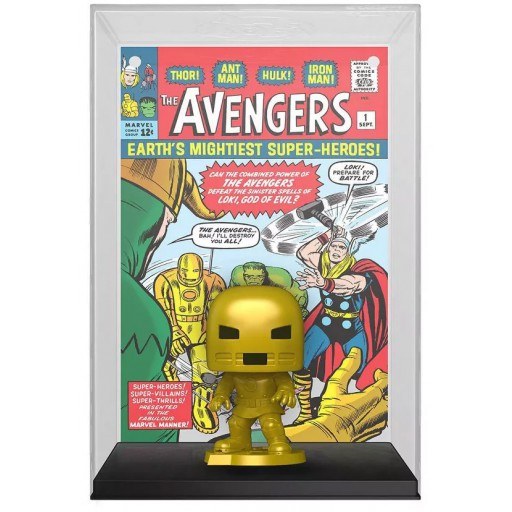 THOR!
ANT
MAN!
HULK!
IRON
MAN!
APPROVED
BY THE
COMICS
CODE
AUTHORITY
THE AVENGERS
MARVEL
COMICS
GROUP
12¢
1
SEPT.
EARTH'S MIGHTIEST SUPER-HEROES!
CAN THE COMBINED POWER OF
THE AVENGERS
DEFEAT THE SINISTER SPELLS OF
LOKI, GOD OF EVIL?
LOKI!
PREPARE FOR
BATTLE!
THE AVENGERS...
BAH! I'LL DESTROY
YOU ALL!
SUPER-HEROES!
SUPER-VILLAINS!
SUPER-THRILLS!
PRESENTED
IN THE
FABULOUS
MARVEL MANNER!